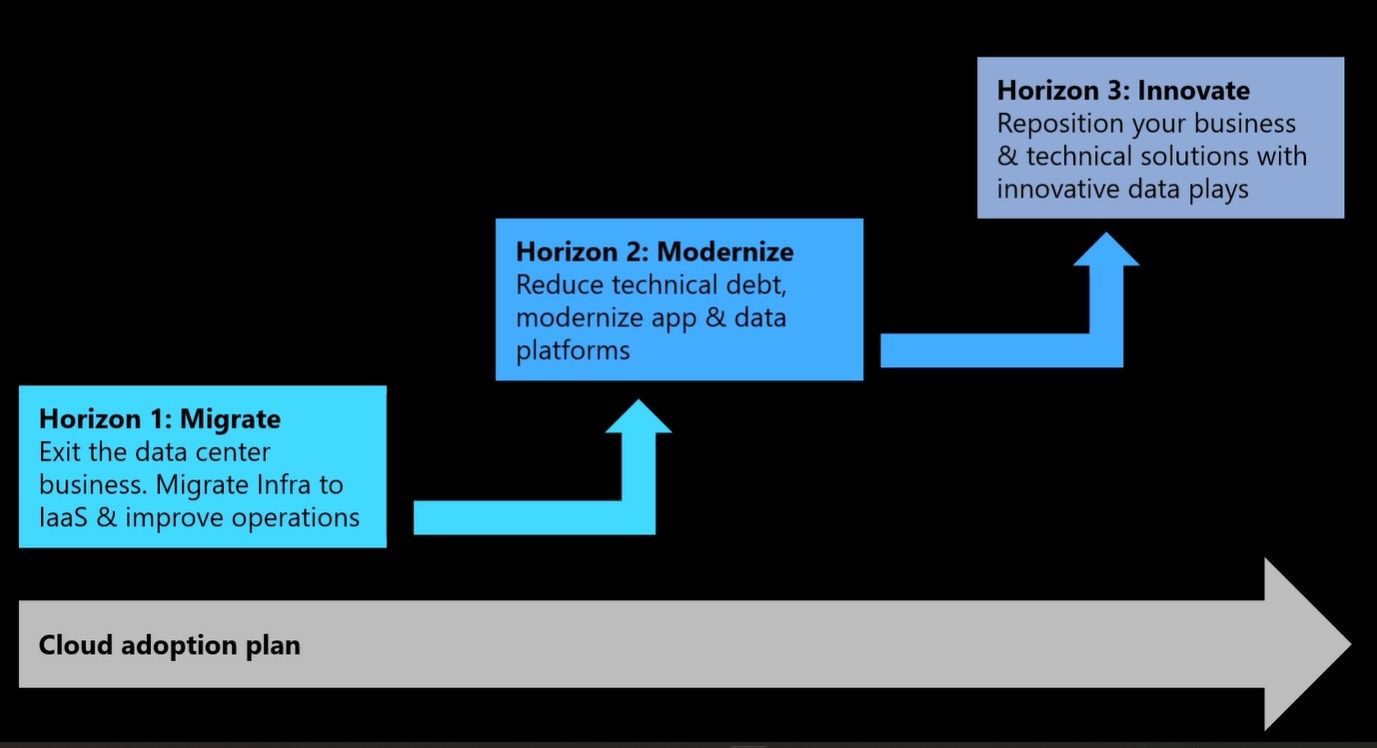 Horizon 3: Innovate
Reposition your business
& technical solutions with
innovative data plays
Horizon 2: Modernize
Reduce technical debt,
modernize app & data
platforms
Horizon 1: Migrate
Exit the data center
business. Migrate Infra to
IaaS & improve operations
Cloud adoption plan